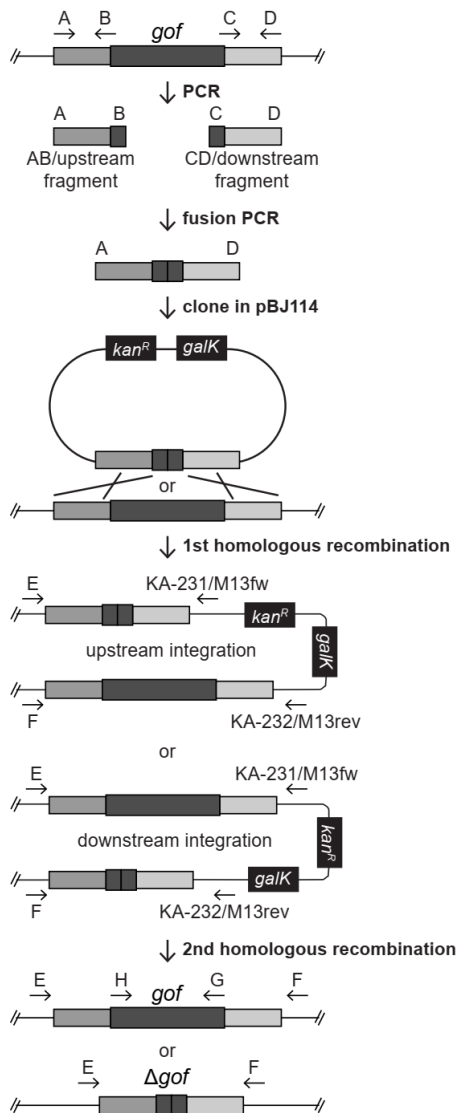 A B gof C D
PCR
A B C D
AB/upstream CD/downstream
fragment fragment
fusion PCR
A D
clone in pBJ114
kanR galK
or
1st homologous recombination
E KA-231/M13fw
kanR
upstream integration galK
F KA-232/M13rev
or
E KA-231/M13fw
downstream integration kanR
galK
F KA-232/M13rev
2nd homologous recombination
E H gof G F
or
E Δgof F